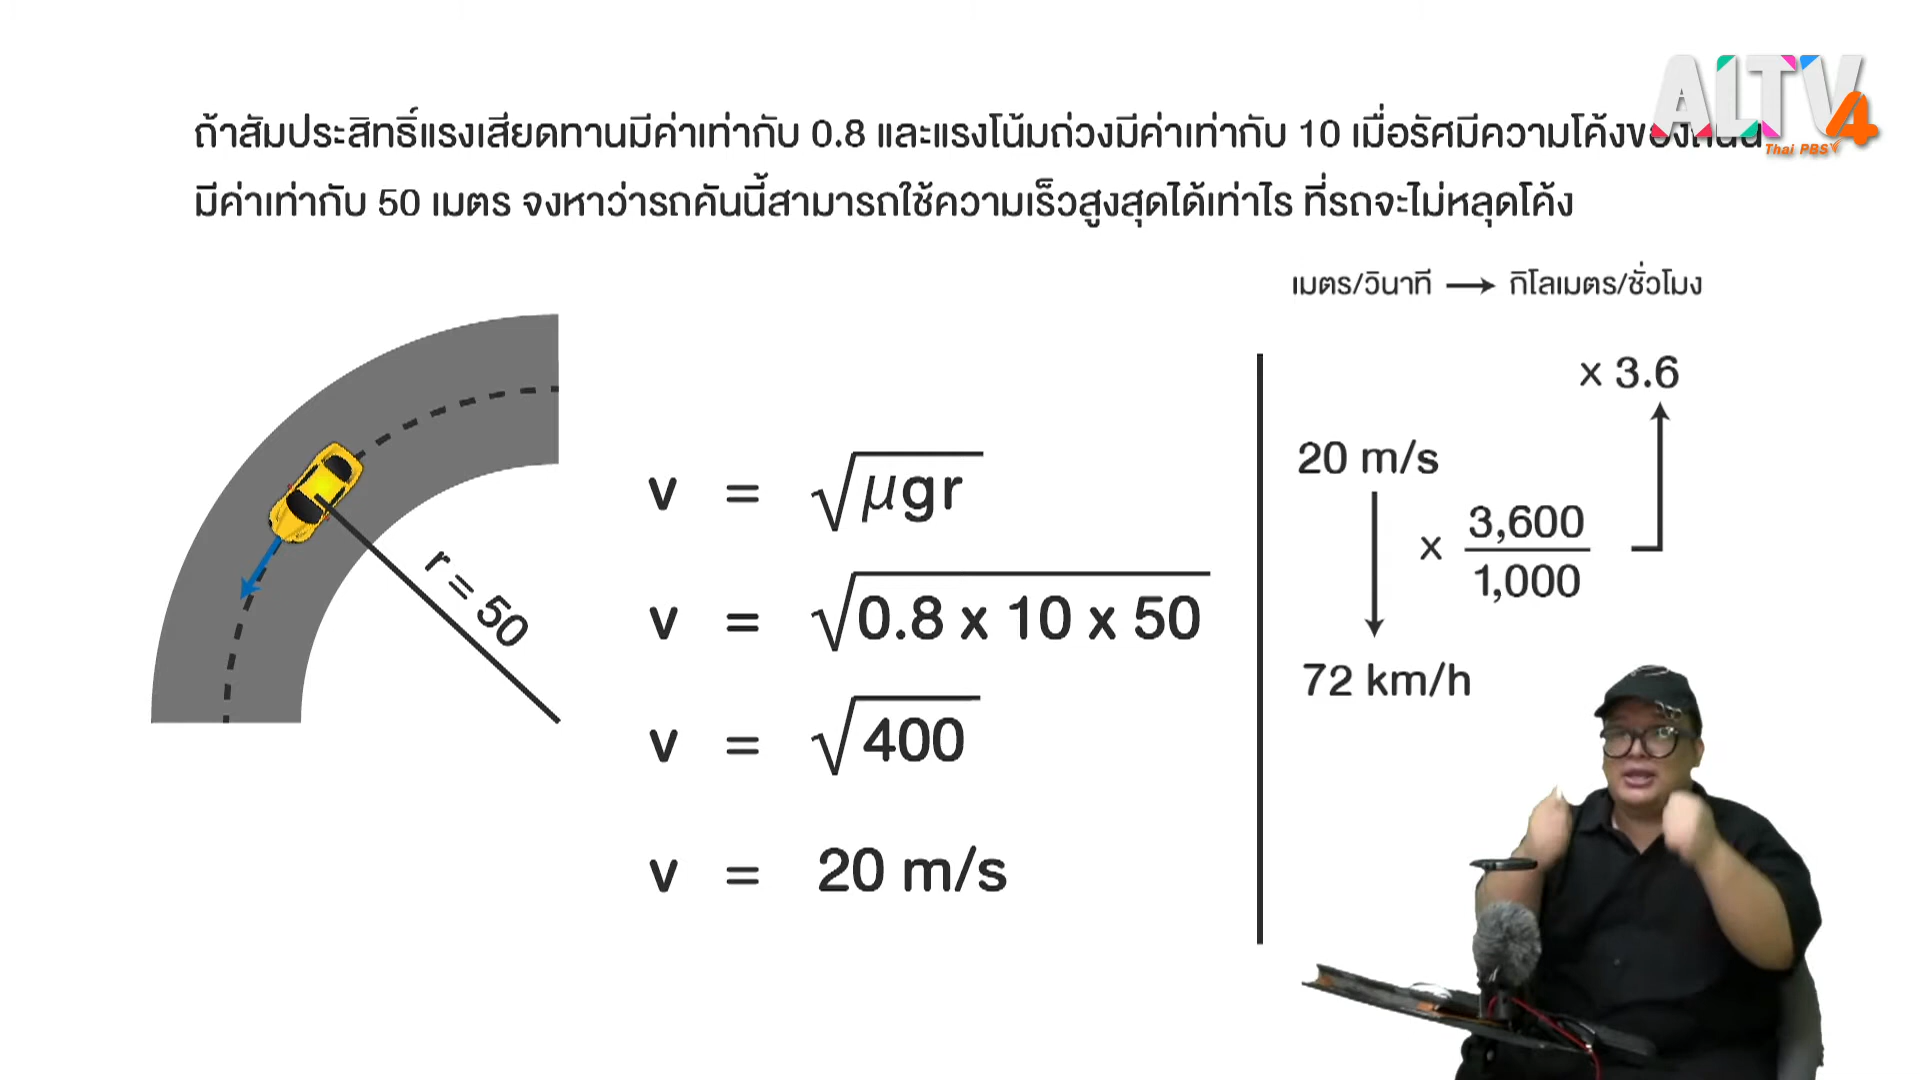 ถ้าสัมประสิทธิ์แรงเสียดทานมีค่าเท่ากับ 0.8 และแรงโน้มถ่วงมีค่าเท่ากับ 10 เมื่อรัศมีความโค้งของถนน
มีค่าเท่ากับ 50 เมตร จงหาว่ารถคันนี้สามารถใช้ความเร็วสูงสุดได้เท่าไร ที่รถจะไม่หลุดโค้ง
ALTV4
Thai PBS
r = 50
v = √μgr
v = √0.8 x 10 x 50
v = √400
v = 20 m/s
เมตร/วินาที → กิโลเมตร/ชั่วโมง
x 3.6
20 m/s
x 3,600
1,000
72 km/h